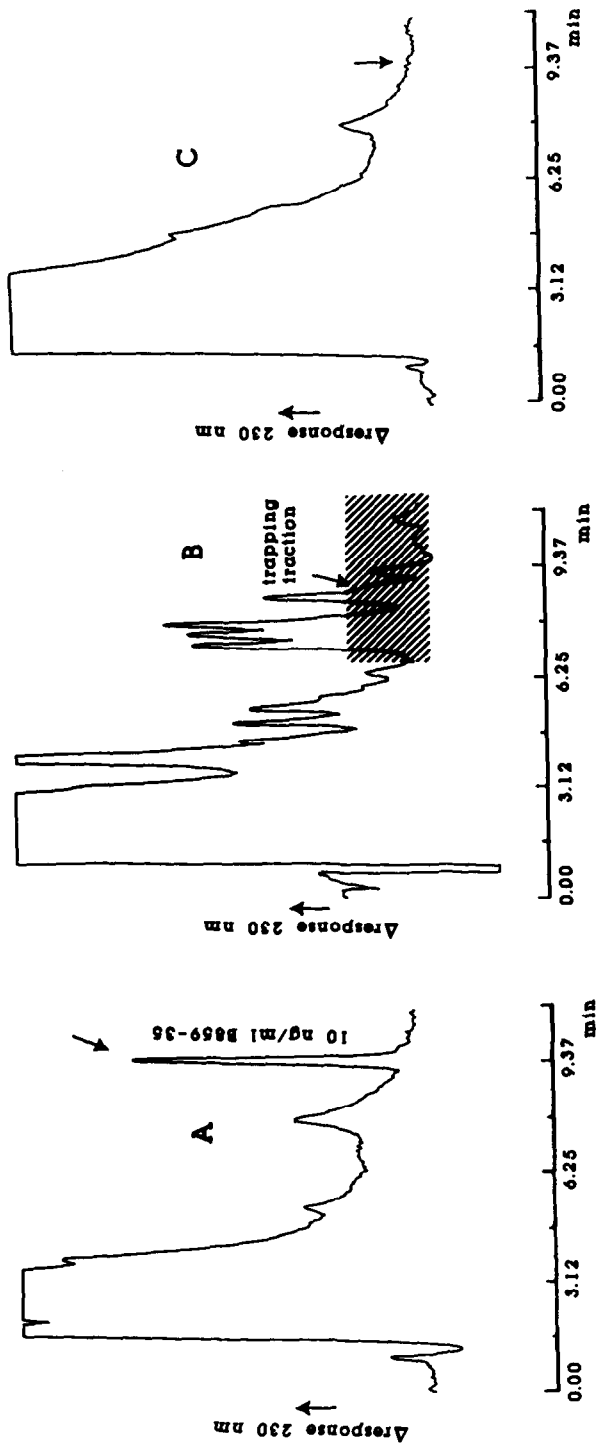 A
10 ng/ml B859-35
Δresponse 230 nm
0.00 3.12 6.25 9.37
min
B
trapping
fraction
Δresponse 230 nm
0.00 3.12 6.25 9.37
min
C
Δresponse 230 nm
0.00 3.12 6.25 9.37
min